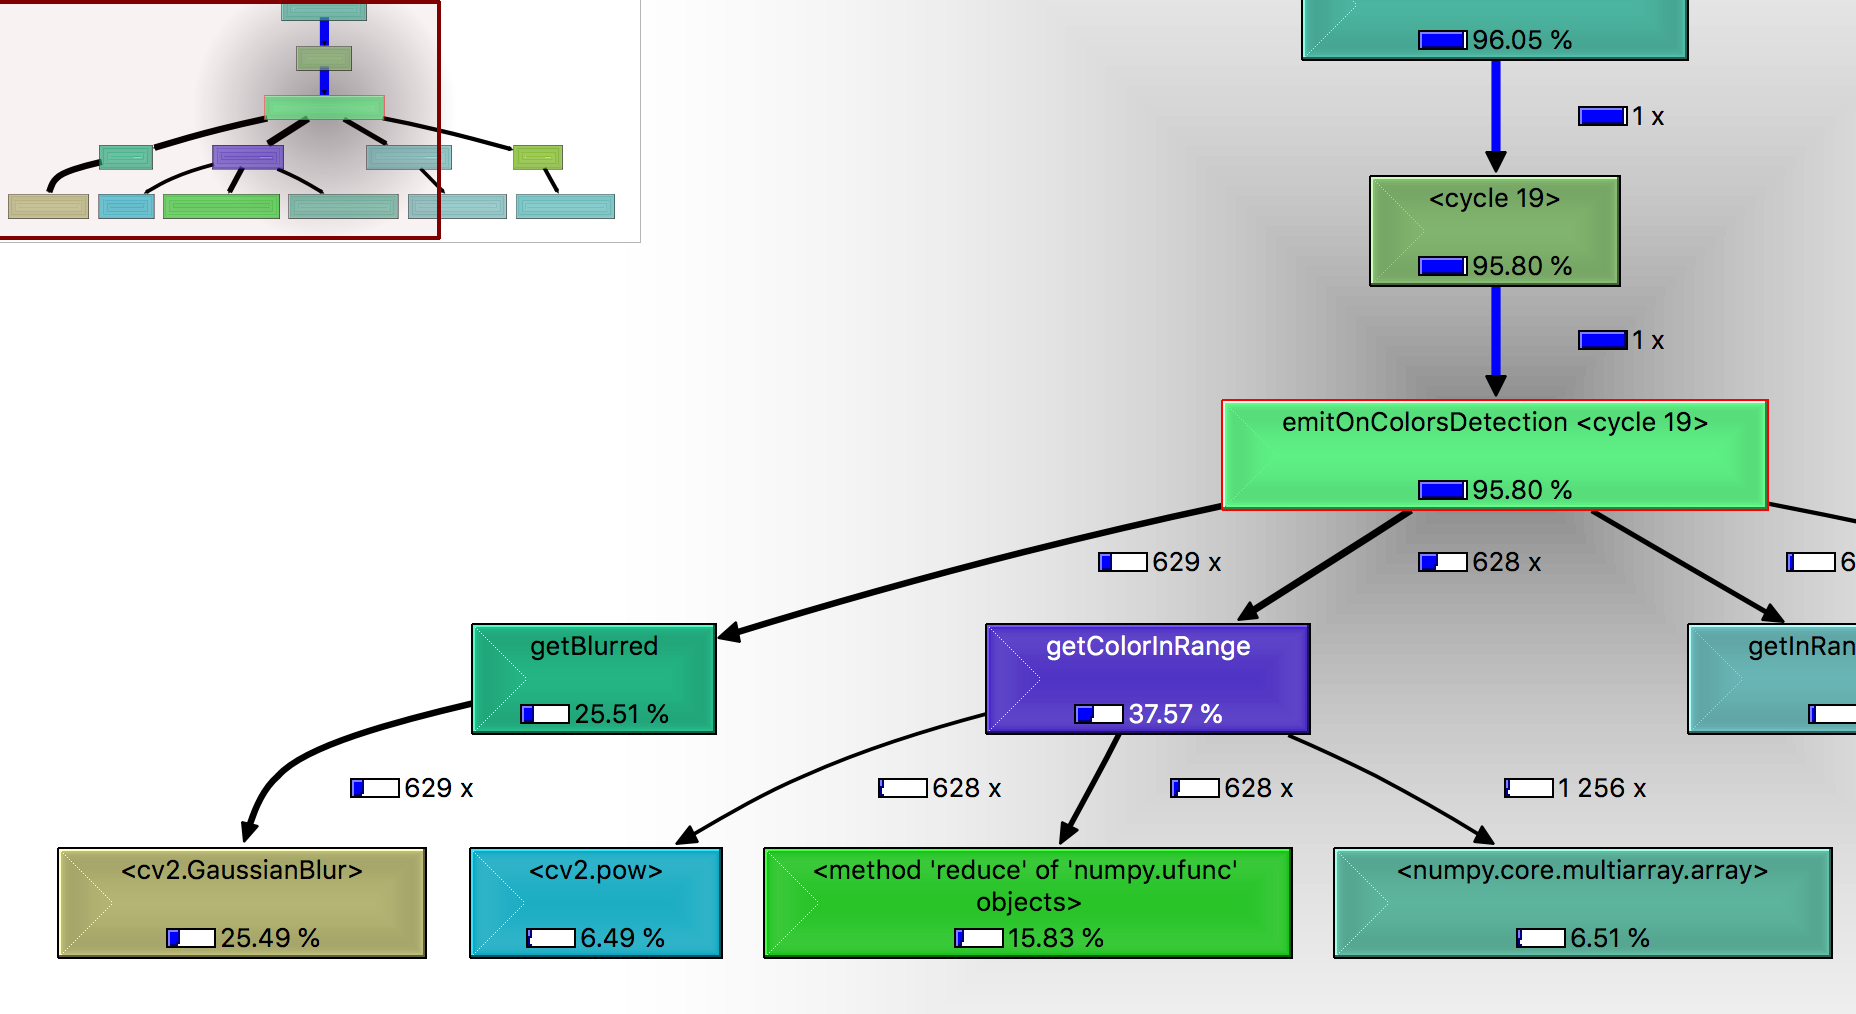 96.05 %
1 x
<cycle 19>
95.80 %
1 x
emitOnColorsDetection <cycle 19>
95.80 %
629 x
628 x
6
getBlurred
25.51 %
getColorInRange
37.57 %
getInRan
629 x
628 x
628 x
1 256 x
<cv2.GaussianBlur>
25.49 %
<cv2.pow>
6.49 %
<method 'reduce' of 'numpy.ufunc'
objects>
15.83 %
<numpy.core.multiarray.array>
6.51 %